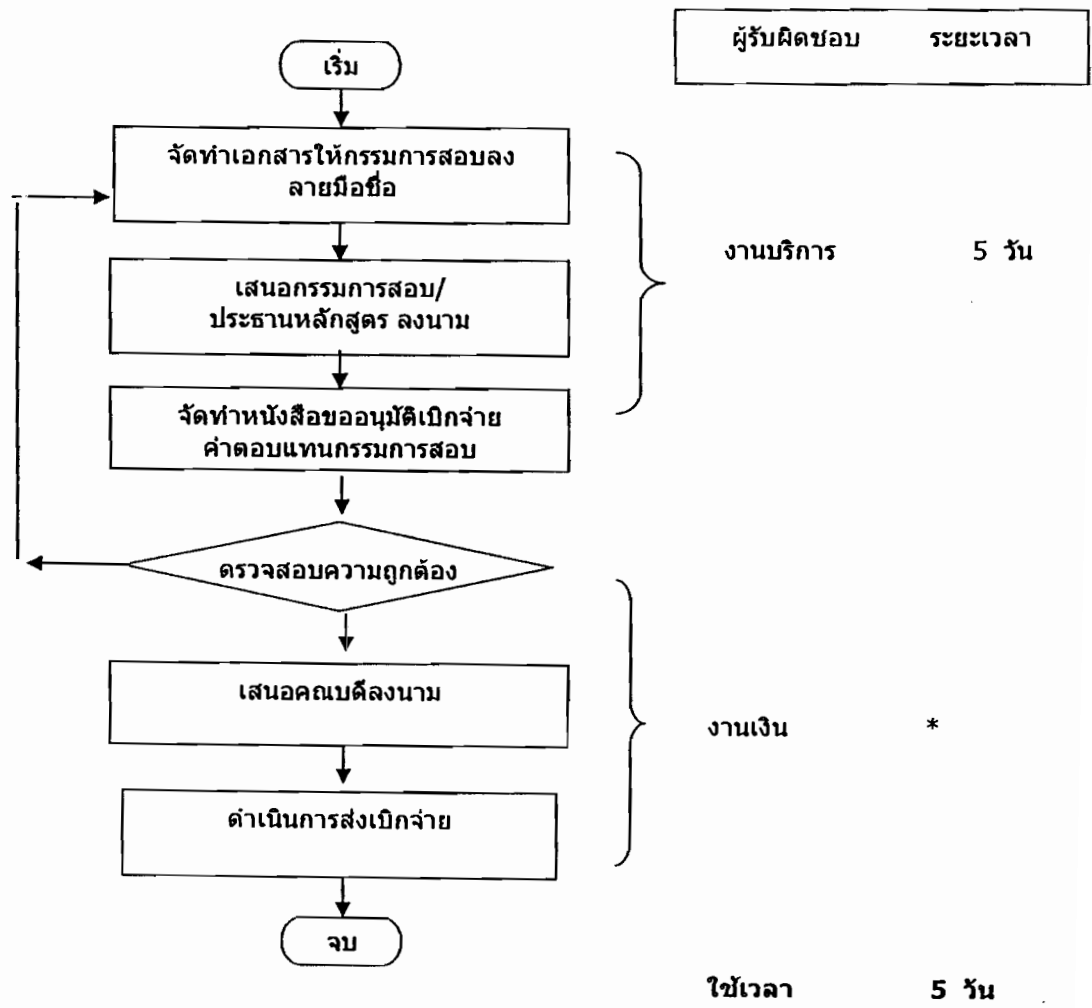 ผู้รับผิดชอบ ระยะเวลา
เริ่ม
จัดทำเอกสารให้กรรมการสอบลง
ลายมือชื่อ
งานบริการ 5 วัน
เสนอกรรมการสอบ/
ประธานหลักสูตร ลงนาม
จัดทำหนังสือขออนุมัติเบิกจ่าย
ค่าตอบแทนกรรมการสอบ
ตรวจสอบความถูกต้อง
เสนอคณบดีลงนาม
งานเงิน *
ดำเนินการส่งเบิกจ่าย
จบ
ใช้เวลา 5 วัน